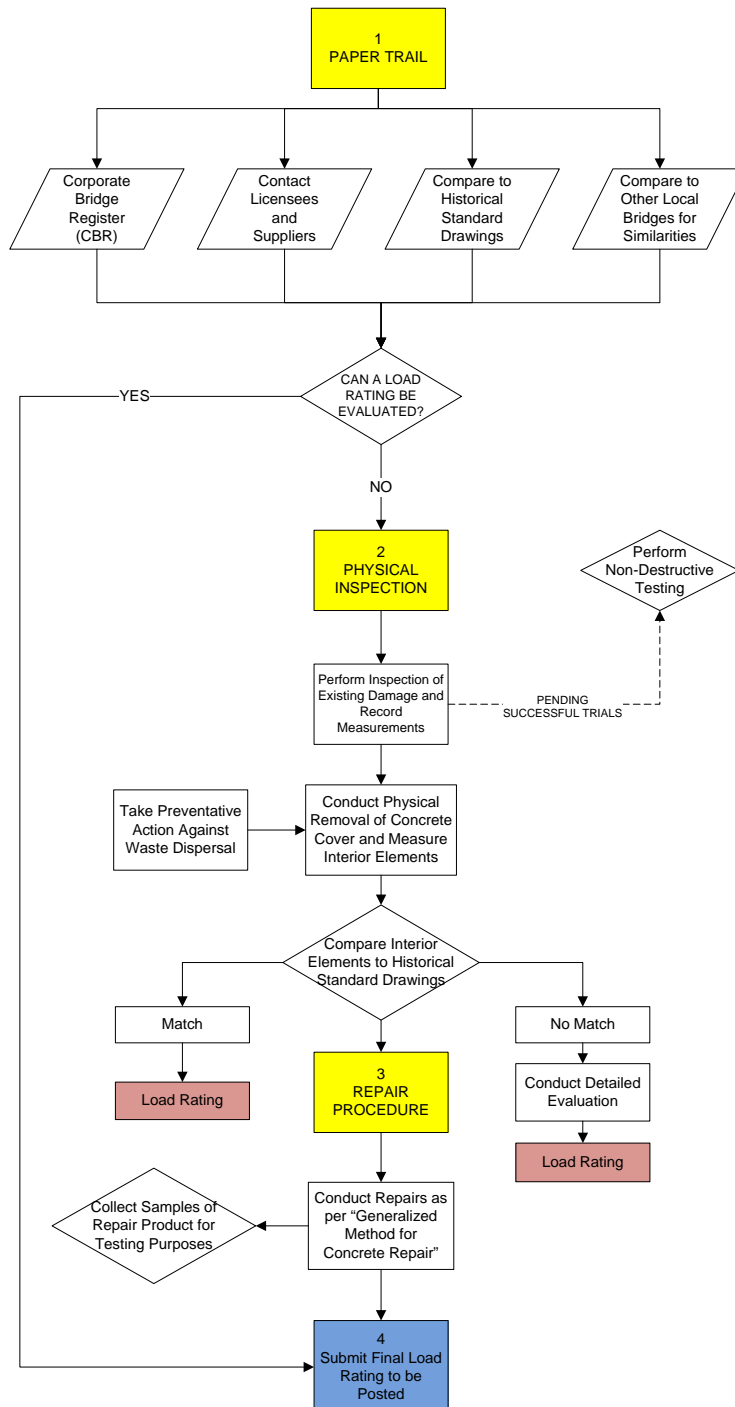 1
PAPER TRAIL
Corporate
Bridge
Register
(CBR)
Contact
Licensees
and
Suppliers
Compare to
Historical
Standard
Drawings
Compare to
Other Local
Bridges for
Similarities
CAN A LOAD
RATING BE
EVALUATED?
YES
NO
2
PHYSICAL
INSPECTION
Perform
Non-Destructive
Testing
Perform Inspection of
Existing Damage and
Record
Measurements
PENDING
SUCCESSFUL TRIALS
Take Preventative
Action Against
Waste Dispersal
Conduct Physical
Removal of Concrete
Cover and Measure
Interior Elements
Compare Interior
Elements to Historical
Standard Drawings
Match
No Match
Load Rating
3
REPAIR
PROCEDURE
Conduct Detailed
Evaluation
Load Rating
Collect Samples of
Repair Product for
Testing Purposes
Conduct Repairs as
per “Generalized
Method for
Concrete Repair”
4
Submit Final Load
Rating to be
Posted